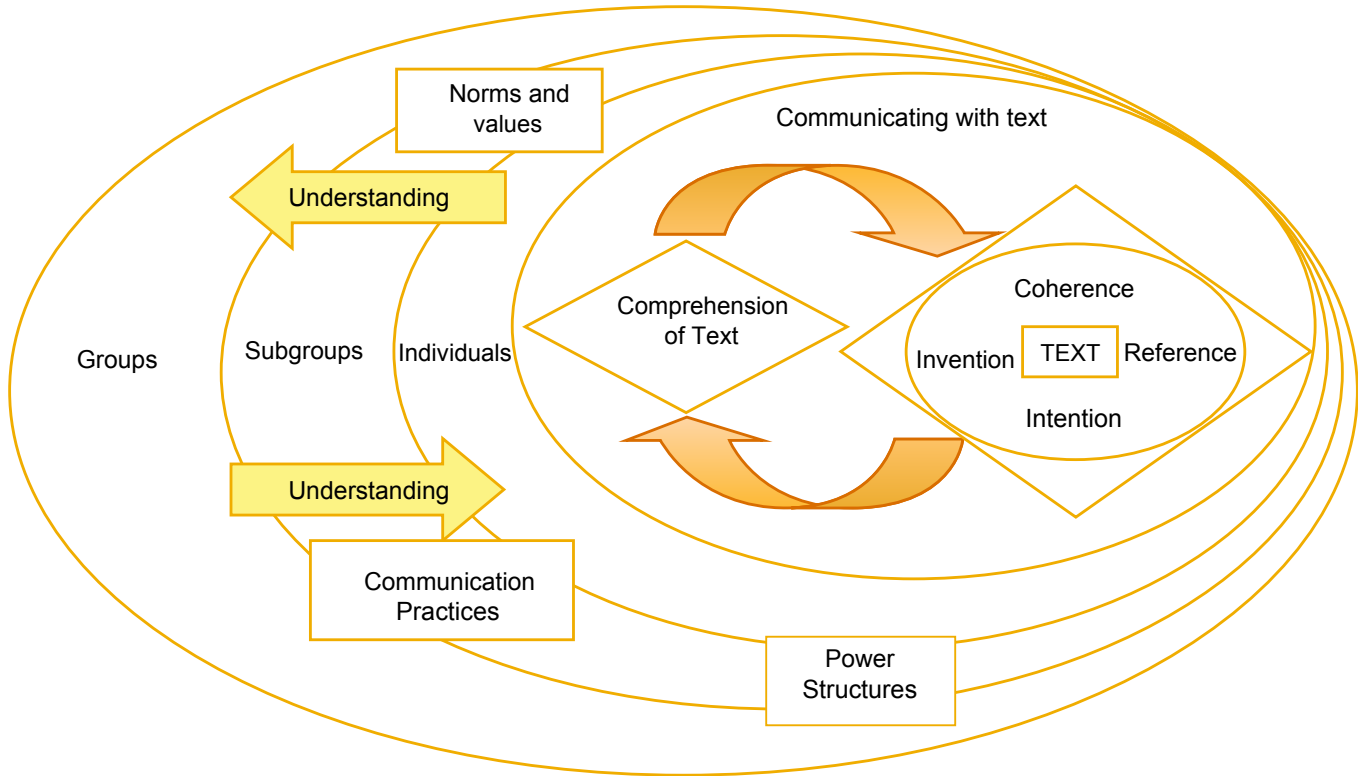 Norms and
values
Communicating with text
Understanding
Coherence
Comprehension
of Text
Groups
Subgroups
Individuals
Invention
TEXT
Reference
Intention
Understanding
Communication
Practices
Power
Structures